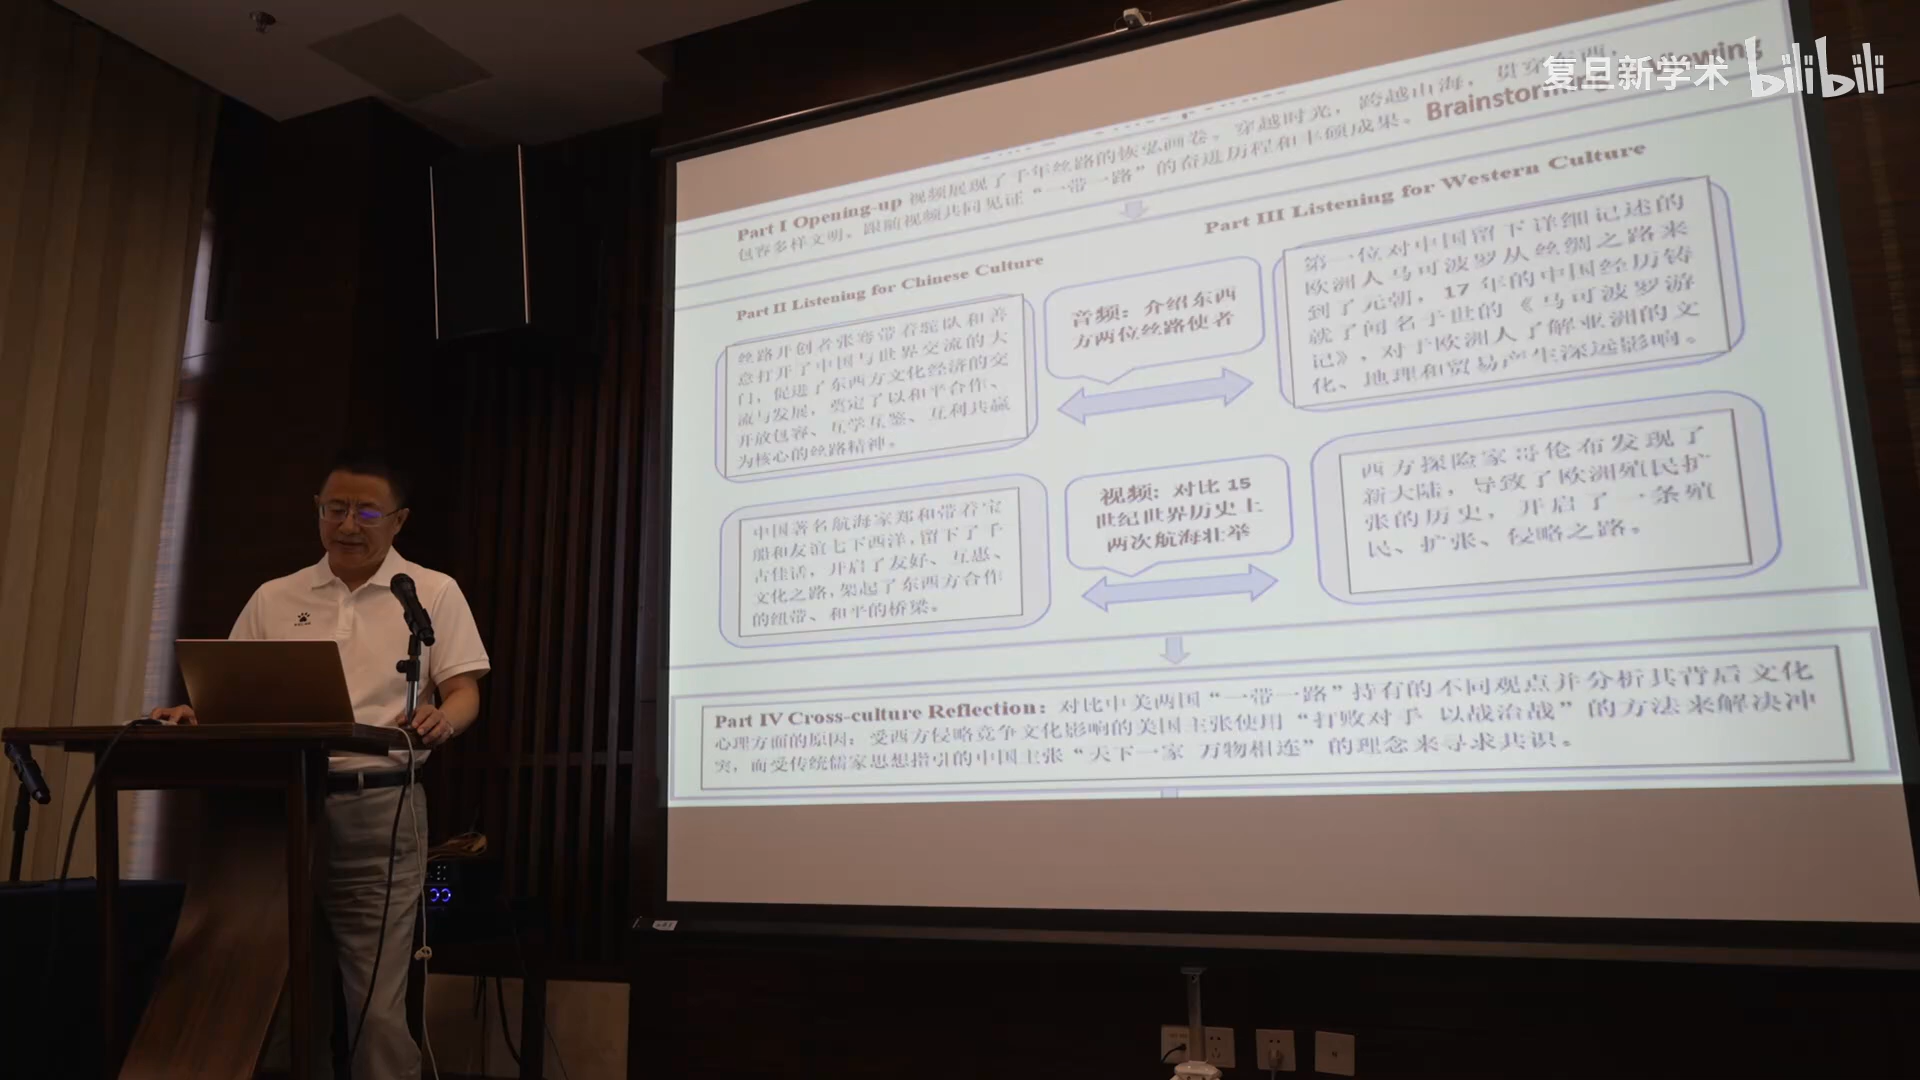 复旦新学术 bilibili
Part I Opening-up 视频展现了千年丝路的恢弘画卷。穿越时光，跨越山海，贯穿东西，
包容多样文明。跟随视频共同见证“一带一路”的奋进历程和丰硕成果。
Part II Listening for Chinese Culture
Part III Listening for Western Culture
丝路开创者张骞带着驼队和善
意打开了中国与世界交流的大
门，促进了东西方文化经济的交
流与发展，奠定了以和平合作、
开放包容、互学互鉴、互利共赢
为核心的丝路精神。
音频：介绍东西
方两位丝路使者
第一位对中国留下详细记述的
欧洲人马可波罗从丝绸之路来
到了元朝，17 年的中国经历铸
就了闻名于世的《马可波罗游
记》，对于欧洲人了解亚洲的文
化、地理和贸易产生深远影响。
中国著名航海家郑和带着宝
船和友谊七下西洋，留下了千
古佳话，开启了友好、互惠、
文化之路，架起了东西方合作
的纽带、和平的桥梁。
视频：对比 15
世纪世界历史上
两次航海壮举
西方探险家哥伦布发现了
新大陆，导致了欧洲殖民扩
张的历史，开启了一条殖
民、扩张、侵略之路。
Part IV Cross-culture Reflection：对比中美两国“一带一路”持有的不同观点并分析其背后文化
心理方面的原因：受西方侵略竞争文化影响的美国主张使用“打败对手 以战治战”的方法来解决冲
突，而受传统儒家思想指引的中国主张“天下一家 万物相连”的理念来寻求共识。